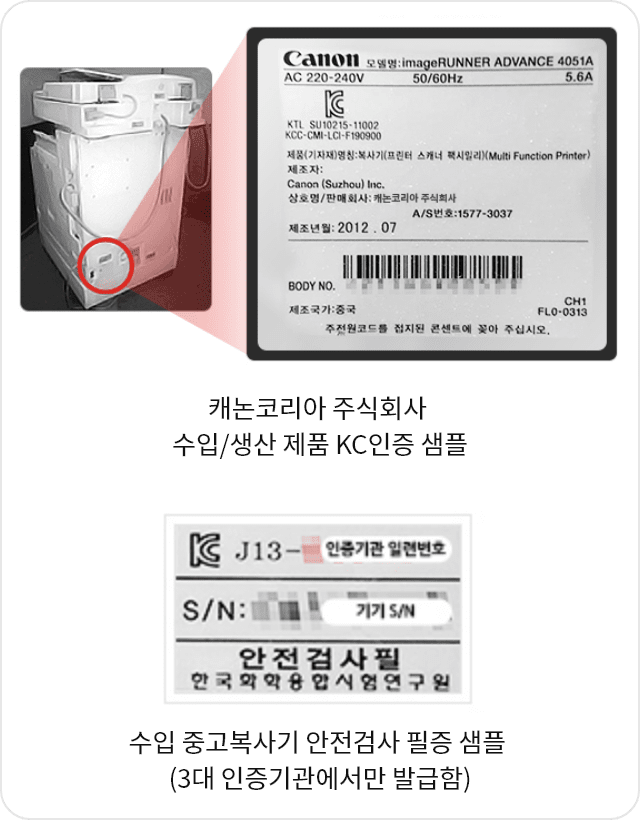 Canon 모델명:imageRUNNER ADVANCE 4051A
AC 220-240V 50/60Hz 5.6A
KC
KTL SU10215-11002
KCC-CMI-LCI-F190900
제품(기자재)명칭:복사기(프린터 스캐너 팩시밀리)(Multi Function Printer)
제조자:
Canon (Suzhou) Inc.
상호명/판매회사:캐논코리아 주식회사
A/S번호:1577-3037
제조년월:2012.07
BODY NO.
제조국가:중국
CH1
FL0-0313
주전원코드를 접지된 콘센트에 꽂아 주십시오.
캐논코리아 주식회사
수입/생산 제품 KC인증 샘플
KC J13- 인증기관 일련번호
S/N: 기기 S/N
안전검사필
한국화학융합시험연구원
수입 중고복사기 안전검사 필증 샘플
(3대 인증기관에서만 발급함)